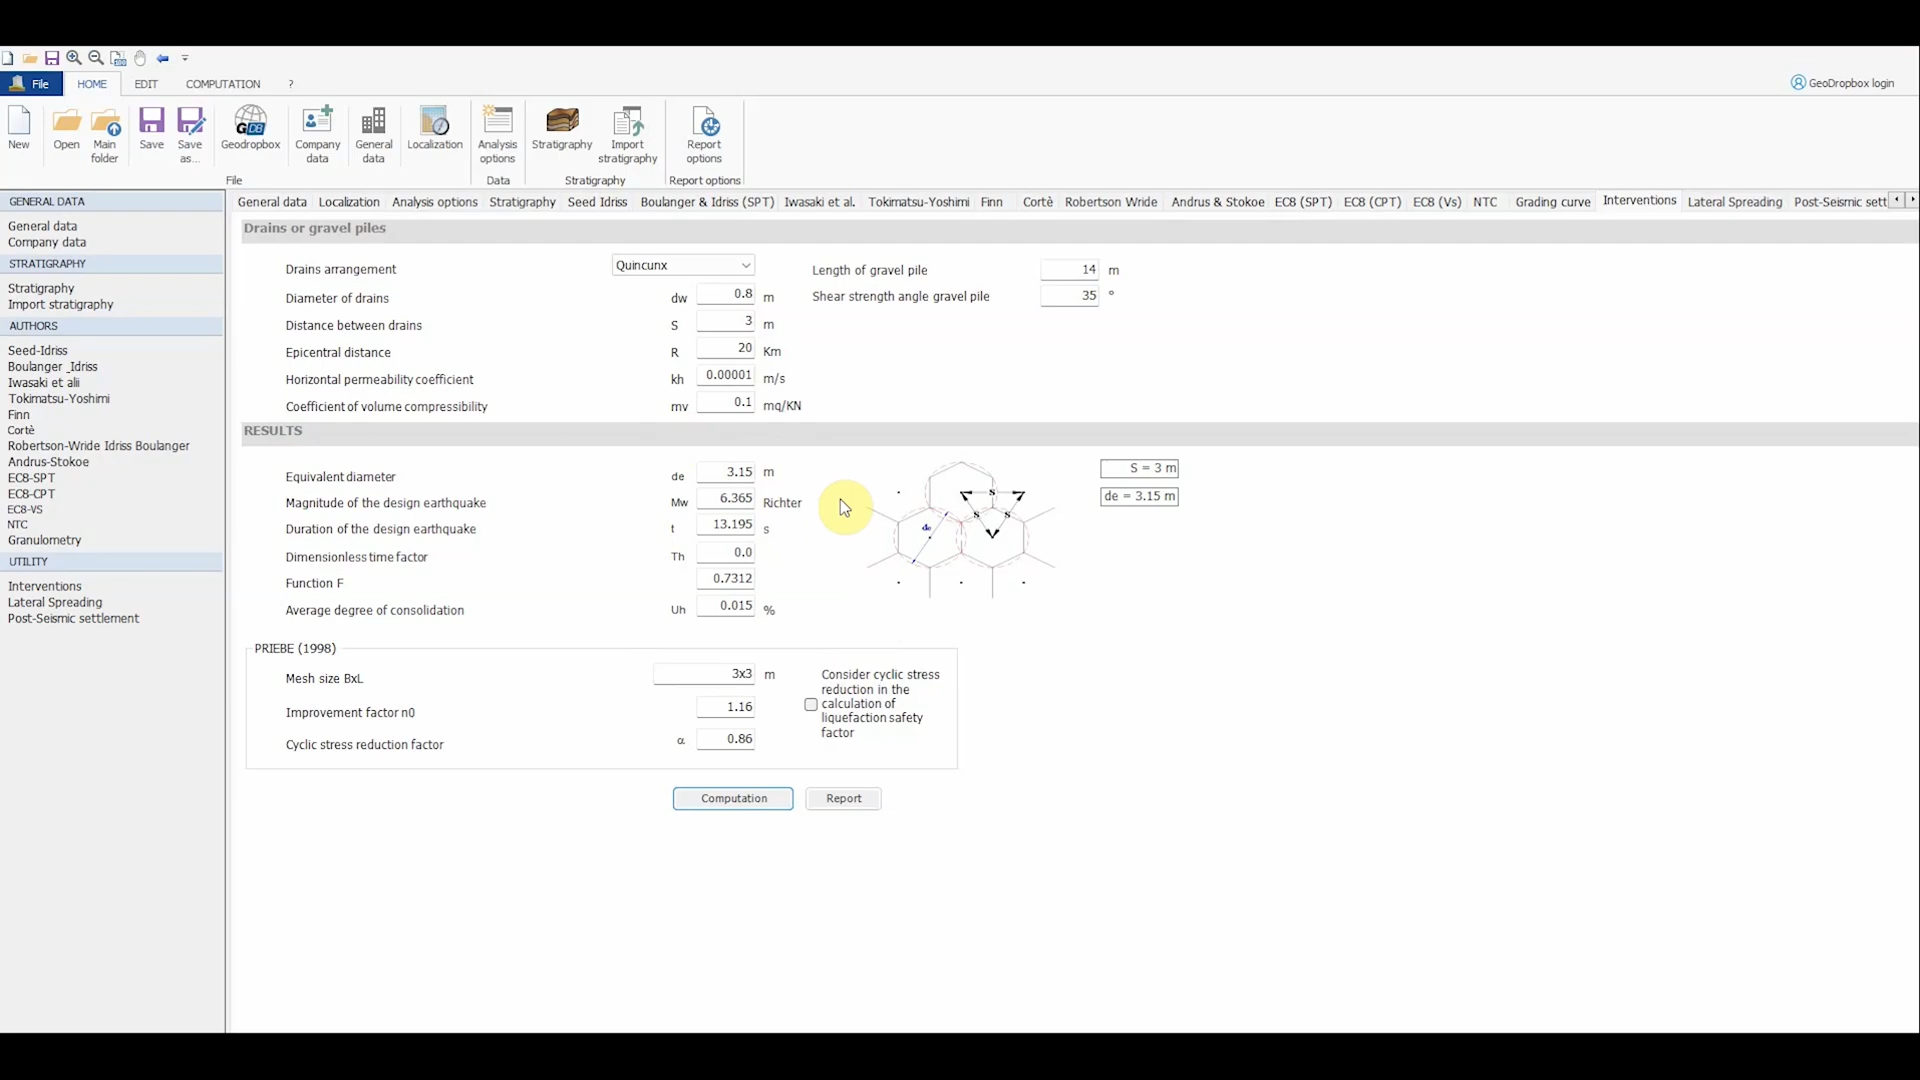 File
HOME
EDIT
COMPUTATION
?
GeoDropbox login
New
Open
Main folder
Save
Save as...
Geodropbox
Company data
General data
Localization
Analysis options
Stratigraphy
Import stratigraphy
Report options
File
Data
Stratigraphy
Report options
GENERAL DATA
General data
Company data
STRATIGRAPHY
Stratigraphy
Import stratigraphy
AUTHORS
Seed-Idriss
Boulanger _Idriss
Iwasaki et alii
Tokimatsu-Yoshimi
Finn
Cortè
Robertson-Wride Idriss Boulanger
Andrus-Stokoe
EC8-SPT
EC8-CPT
EC8-VS
NTC
Granulometry
UTILITY
Interventions
Lateral Spreading
Post-Seismic settlement
General data Localization Analysis options Stratigraphy Seed Idriss Boulanger & Idriss (SPT) Iwasaki et al. Tokimatsu-Yoshimi Finn Cortè Robertson Wride Andrus & Stokoe EC8 (SPT) EC8 (CPT) EC8 (Vs) NTC Grading curve Interventions Lateral Spreading Post-Seismic sett
Drains or gravel piles
Drains arrangement Quincunx Length of gravel pile 14 m
Diameter of drains dw 0.8 m Shear strength angle gravel pile 35 °
Distance between drains S 3 m
Epicentral distance R 20 Km
Horizontal permeability coefficient kh 0.00001 m/s
Coefficient of volume compressibility mv 0.1 mq/KN
RESULTS
Equivalent diameter de 3.15 m
Magnitude of the design earthquake Mw 6.365 Richter
Duration of the design earthquake t 13.195 s
Dimensionless time factor Th 0.0
Function F 0.7312
Average degree of consolidation Uh 0.015 %
S
S S
de
S = 3 m
de = 3.15 m
PRIEBE (1998)
Mesh size BxL 3x3 m
Improvement factor n0 1.16
Cyclic stress reduction factor α 0.86
Consider cyclic stress
reduction in the
calculation of
liquefaction safety
factor
Computation
Report